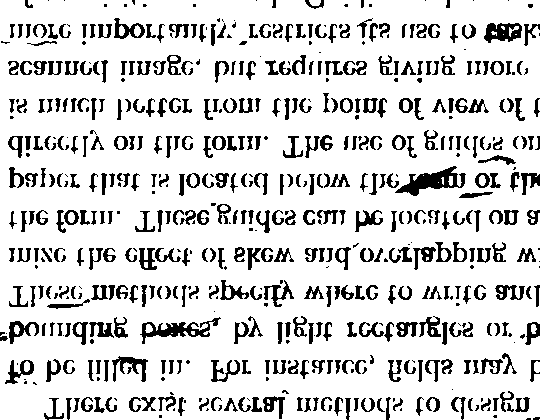 There exist several methods to design
to be filled in. For instance, fields may b
bounding boxes, by light rectangles or b
These methods specify where to write and
mize the effect of skew and overlapping wi
the form. These guides can be located on a
paper that is located below the form or the
directly on the form. The use of guides on
is much better from the point of view of t
scanned image, but requires giving more
more importantly, restricts its use to tasks